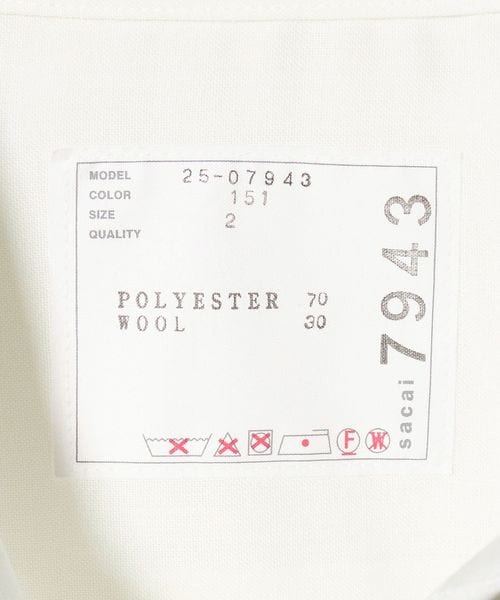 MODEL 25-07943
COLOR 151
SIZE 2
QUALITY
POLYESTER 70
WOOL 30
F
W
sacai 7943